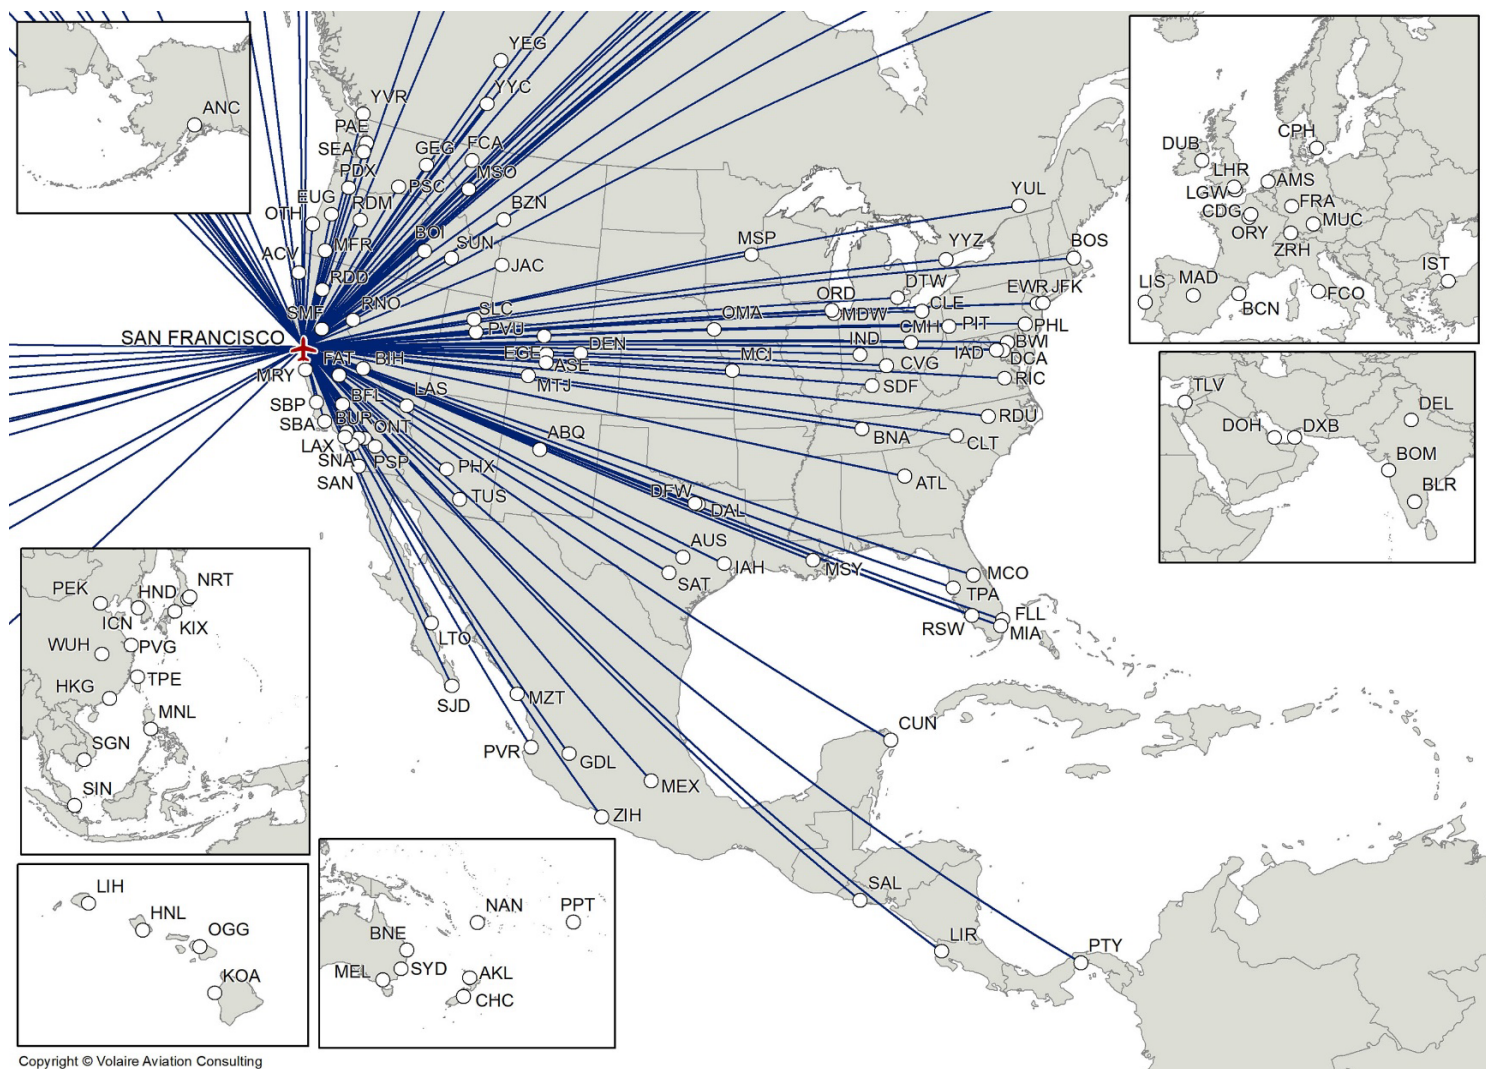 ANC
YEG
YYC
YVR
PAE
SEA
GEG
FCA
PDX
PSC
MSO
EUG
RDM
BZN
OTH
BOI
SUN
ACV
MFR
JAC
RDD
RNO
SMF
SLC
PVU
SAN FRANCISCO
FAT
BIH
MRY
EGE
DEN
ASE
MTJ
SBP
BFL
LAS
SBA
BUR
ONT
LAX
SNA
PSP
SAN
PHX
TUS
ABQ
YUL
MSP
YYZ
BOS
DTW
ORD
MDW
CLE
EWR
JFK
OMA
CMH
PIT
PHL
IND
BWI
IAD
DCA
MCI
CVG
RIC
SDF
RDU
BNA
CLT
ATL
DFW
DAL
AUS
IAH
SAT
MSY
MCO
TPA
FLL
RSW
MIA
LTO
SJD
MZT
PVR
GDL
MEX
ZIH
CUN
SAL
LIR
PTY
DUB
CPH
LHR
LGW
AMS
CDG
FRA
ORY
MUC
ZRH
IST
LIS
MAD
BCN
FCO
TLV
DOH
DXB
DEL
BOM
BLR
PEK
HND
NRT
ICN
KIX
WUH
PVG
TPE
HKG
MNL
SGN
SIN
LIH
HNL
OGG
KOA
NAN
PPT
BNE
MEL
SYD
AKL
CHC
Copyright © Volaire Aviation Consulting